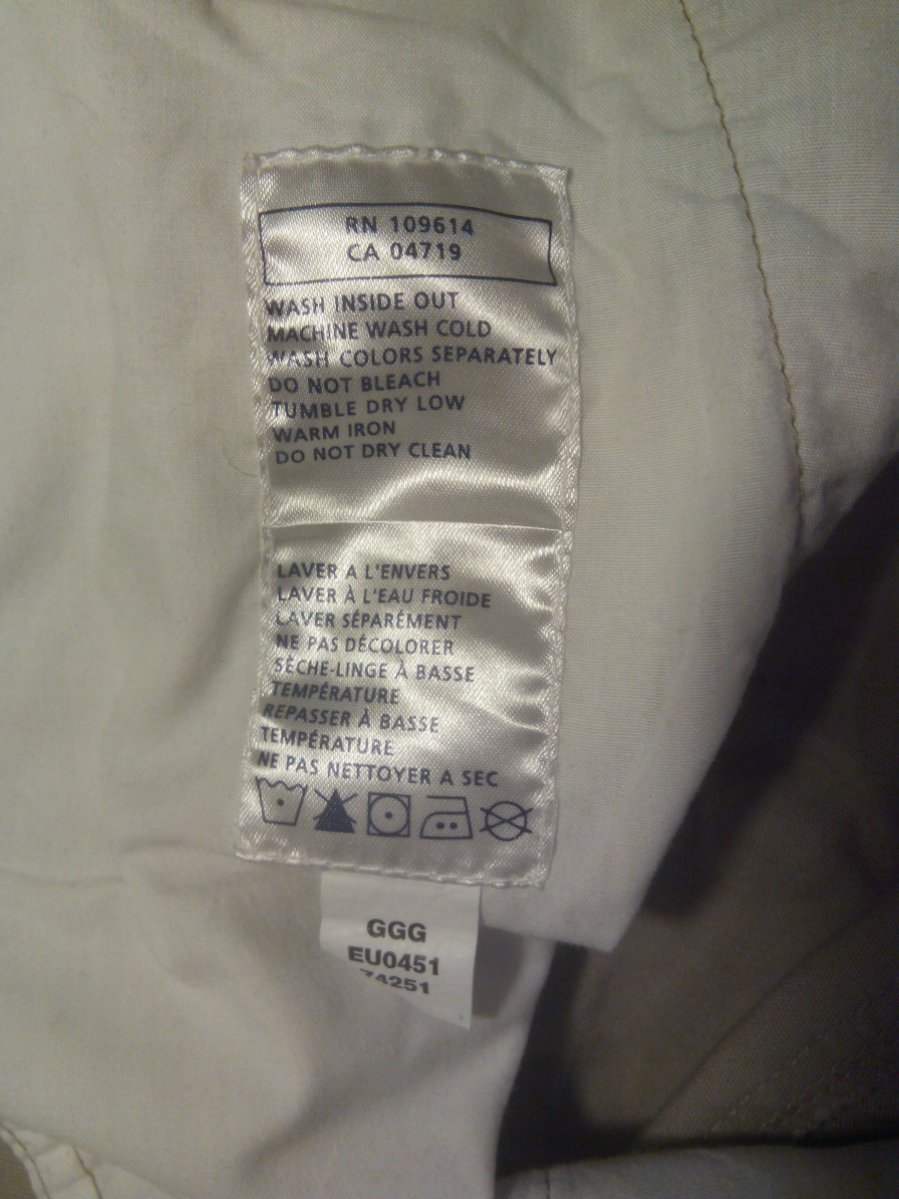 RN 109614
CA 04719
WASH INSIDE OUT
MACHINE WASH COLD
WASH COLORS SEPARATELY
DO NOT BLEACH
TUMBLE DRY LOW
WARM IRON
DO NOT DRY CLEAN
LAVER A L'ENVERS
LAVER À L'EAU FROIDE
LAVER SÉPARÉMENT
NE PAS DÉCOLORER
SÈCHE-LINGE À BASSE
TEMPÉRATURE
REPASSER À BASSE
TEMPÉRATURE
NE PAS NETTOYER A SEC
GGG
EU0451